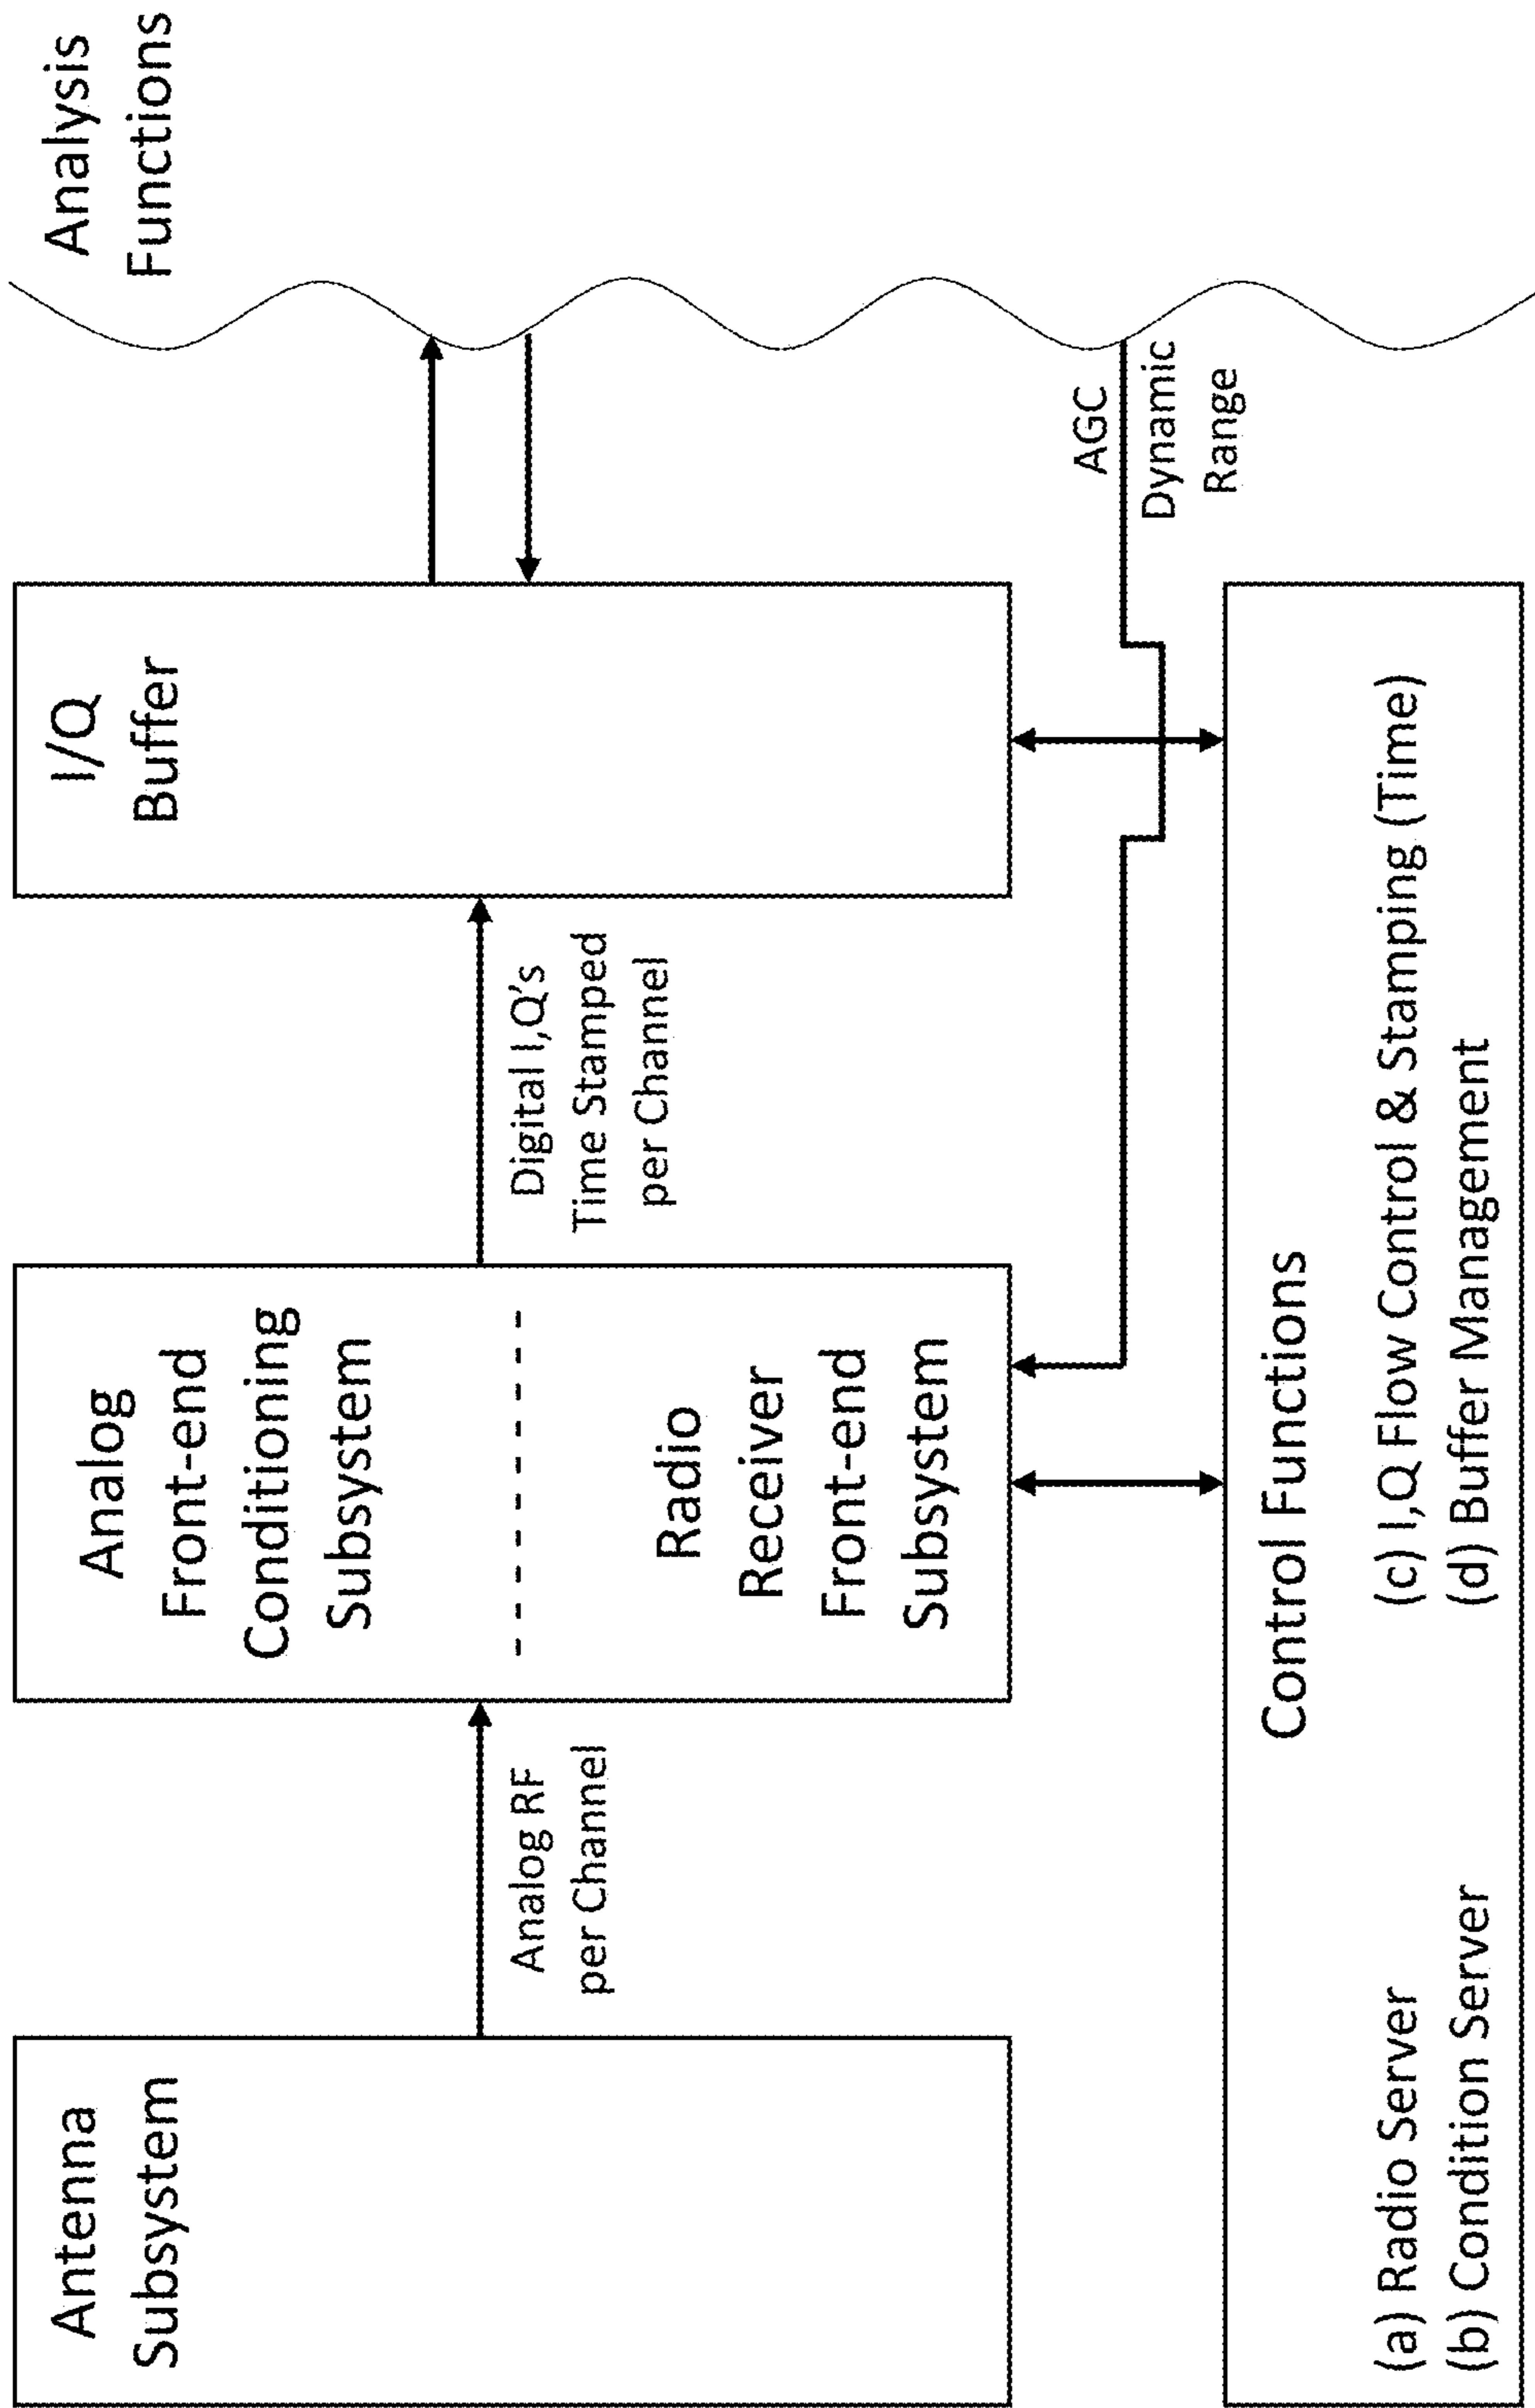 Antenna
Subsystem
Analog RF
per Channel
Analog
Front-end
Conditioning
Subsystem
Radio
Receiver
Front-end
Subsystem
Digital I,Q's
Time Stamped
per Channel
I/Q
Buffer
Analysis
Functions
AGC
Dynamic
Range
Control Functions
(a) Radio Server
(b) Condition Server
(c) I,Q Flow Control & Stamping (Time)
(d) Buffer Management